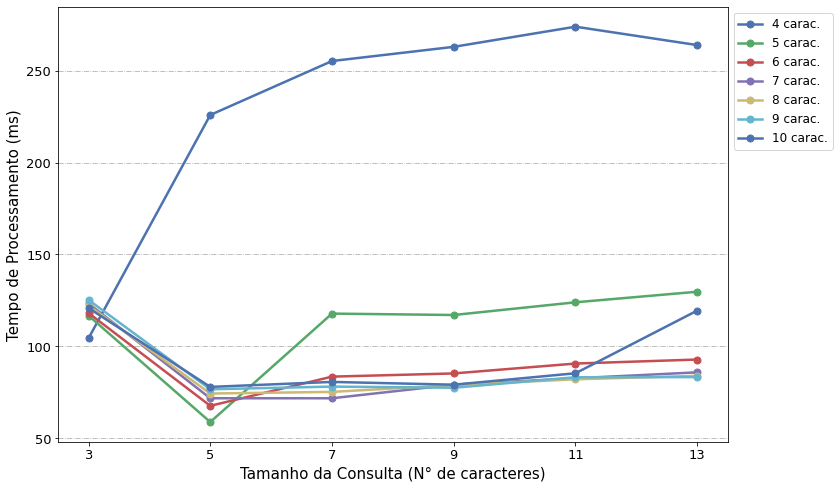 Tempo de Processamento (ms)
250
200
150
100
50
3 5 7 9 11 13
Tamanho da Consulta (N° de caracteres)
4 carac.
5 carac.
6 carac.
7 carac.
8 carac.
9 carac.
10 carac.